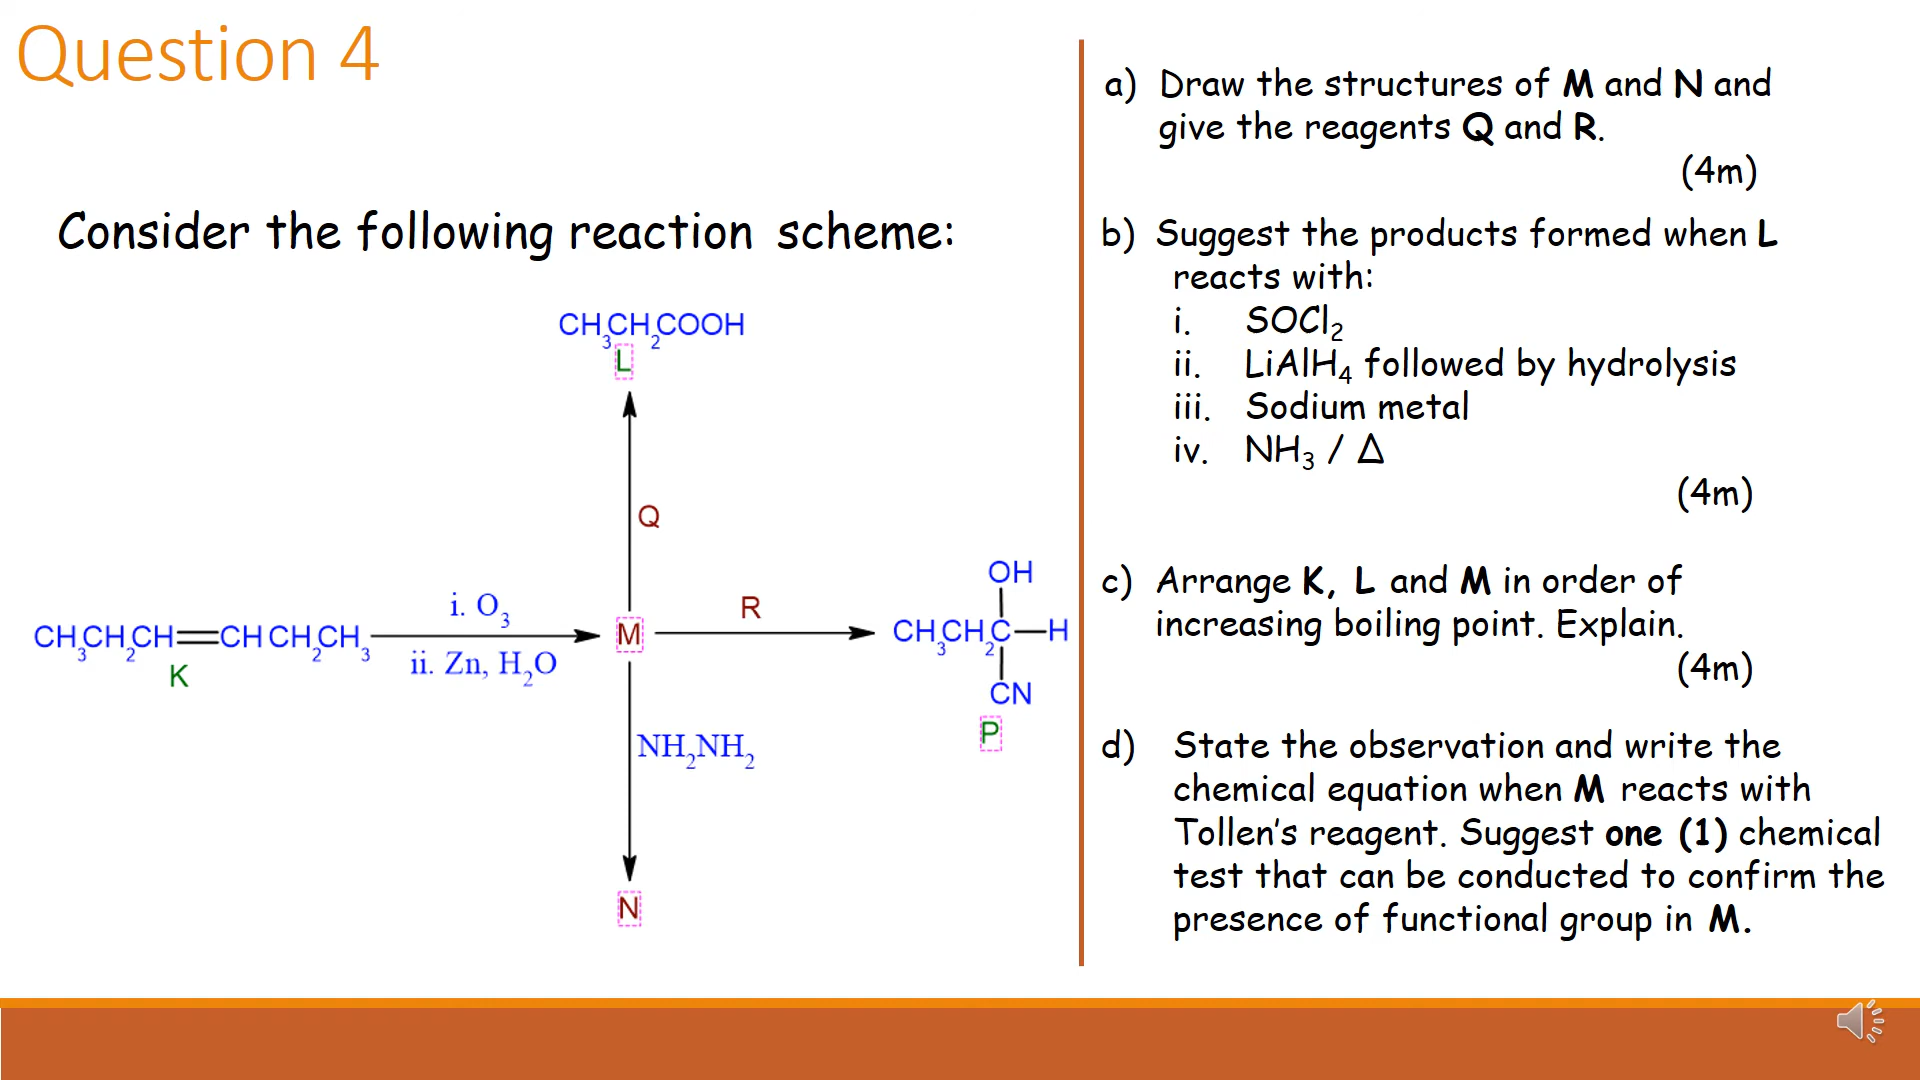 Question 4
Consider the following reaction scheme:
CH3CH2COOH
L
Q
i. O3
ii. Zn, H2O
CH3CH2CH=CHCH2CH3
K
M
R
OH
CH3CH2C—H
CN
P
NH2NH2
N
a) Draw the structures of M and N and
give the reagents Q and R.
(4m)
b) Suggest the products formed when L
reacts with:
i. SOCl2
ii. LiAlH4 followed by hydrolysis
iii. Sodium metal
iv. NH3 / Δ
(4m)
c) Arrange K, L and M in order of
increasing boiling point. Explain.
(4m)
d) State the observation and write the
chemical equation when M reacts with
Tollen's reagent. Suggest one (1) chemical
test that can be conducted to confirm the
presence of functional group in M.